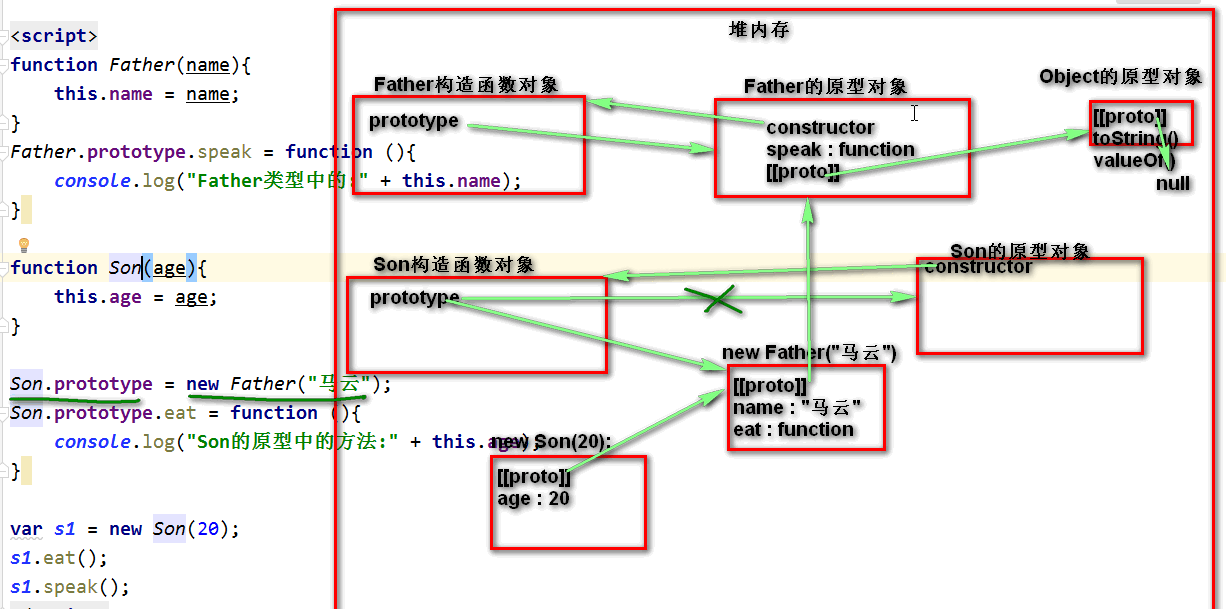 <script>
function Father(name){
this.name = name;
}
Father.prototype.speak = function (){
console.log("Father类型中的:" + this.name);
}
function Son(age){
this.age = age;
}
Son.prototype = new Father("马云");
Son.prototype.eat = function (){
console.log("Son的原型中的方法:" + this.age);
}
var s1 = new Son(20);
s1.eat();
s1.speak();
堆内存
Father构造函数对象
prototype
Father的原型对象
constructor
speak : function
[[proto]]
Object的原型对象
[[proto]]
toString()
valueOf()
null
Son构造函数对象
prototype
Son的原型对象
constructor
new Father("马云")
[[proto]]
name : "马云"
eat : function
new Son(20);
[[proto]]
age : 20